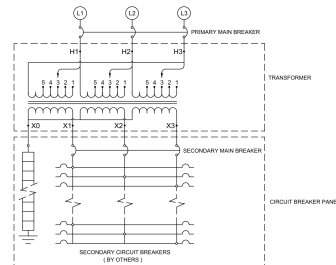 L1 L2 L3
PRIMARY MAIN BREAKER
H1 H2 H3
TRANSFORMER
5 4 3 2 1 5 4 3 2 1 5 4 3 2 1
X0 X1 X2 X3
SECONDARY MAIN BREAKER
CIRCUIT BREAKER PANE
SECONDARY CIRCUIT BREAKERS
( BY OTHERS )